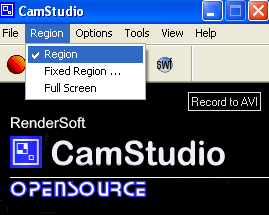 CamStudio
File Region Options Tools View Help
Region
Fixed Region ...
Full Screen
SWF
Record to AVI
RenderSoft
CamStudio
OPENSOURCE